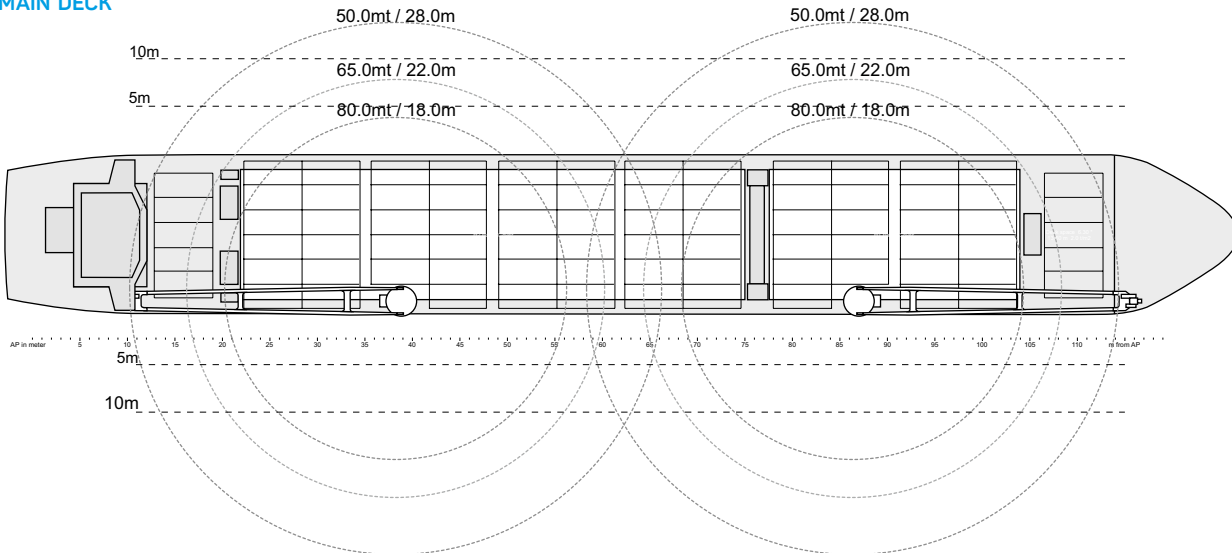 MAIN DECK
50.0mt / 28.0m 50.0mt / 28.0m
10m
65.0mt / 22.0m 65.0mt / 22.0m
5m
80.0mt / 18.0m 80.0mt / 18.0m
AP in meter 5 10 15 20 25 30 35 40 45 50 55 60 65 70 75 80 85 90 95 100 105 110 m from AP
5m
10m